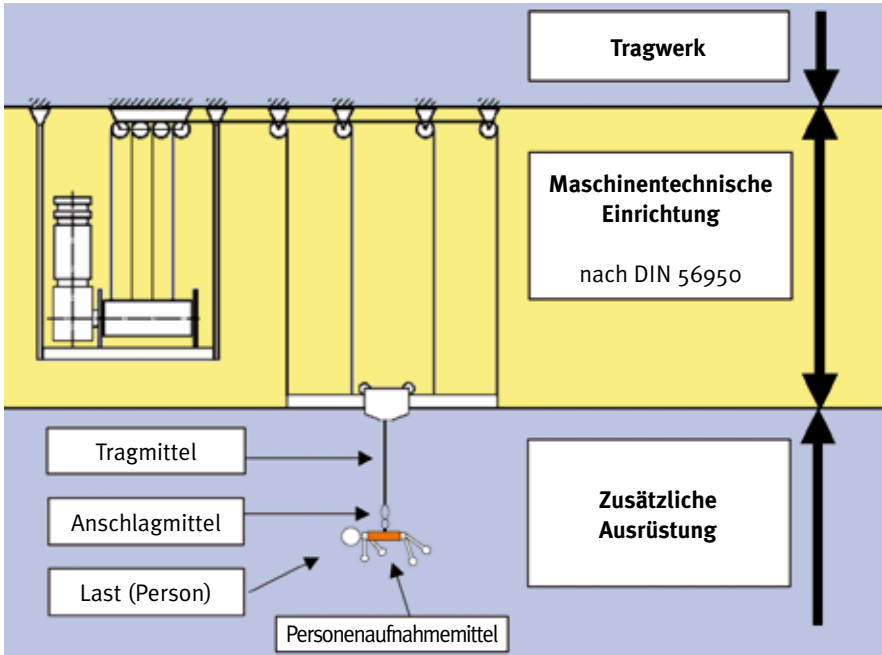 Tragwerk
Maschinentechnische
Einrichtung
nach DIN 56950
Tragmittel
Anschlagmittel
Last (Person)
Personenaufnahmemittel
Zusätzliche
Ausrüstung